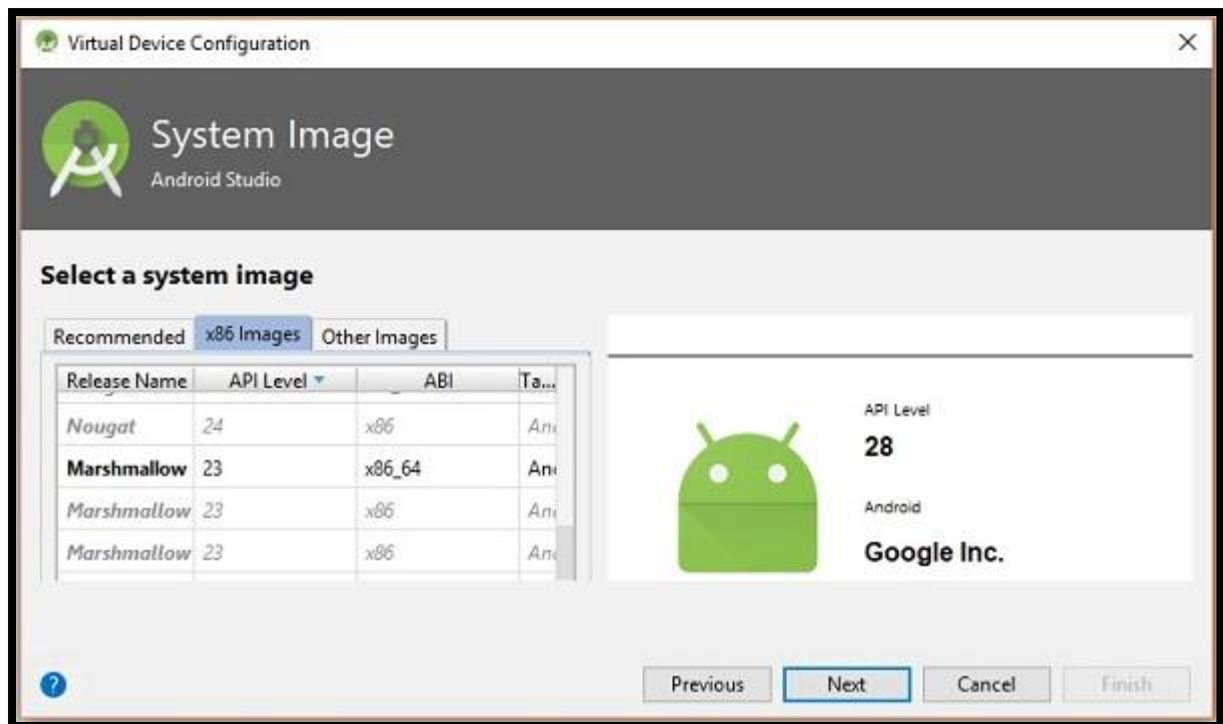 Virtual Device Configuration
System Image
Android Studio
Select a system image
Recommended x86 Images Other Images
Release Name API Level ABI Ta...
Nougat 24 x86
Marshmallow 23 x86_64
Marshmallow 23 x86
Marshmallow 23 x86
API Level
28
Android
Google Inc.
? Previous Next Cancel Finish